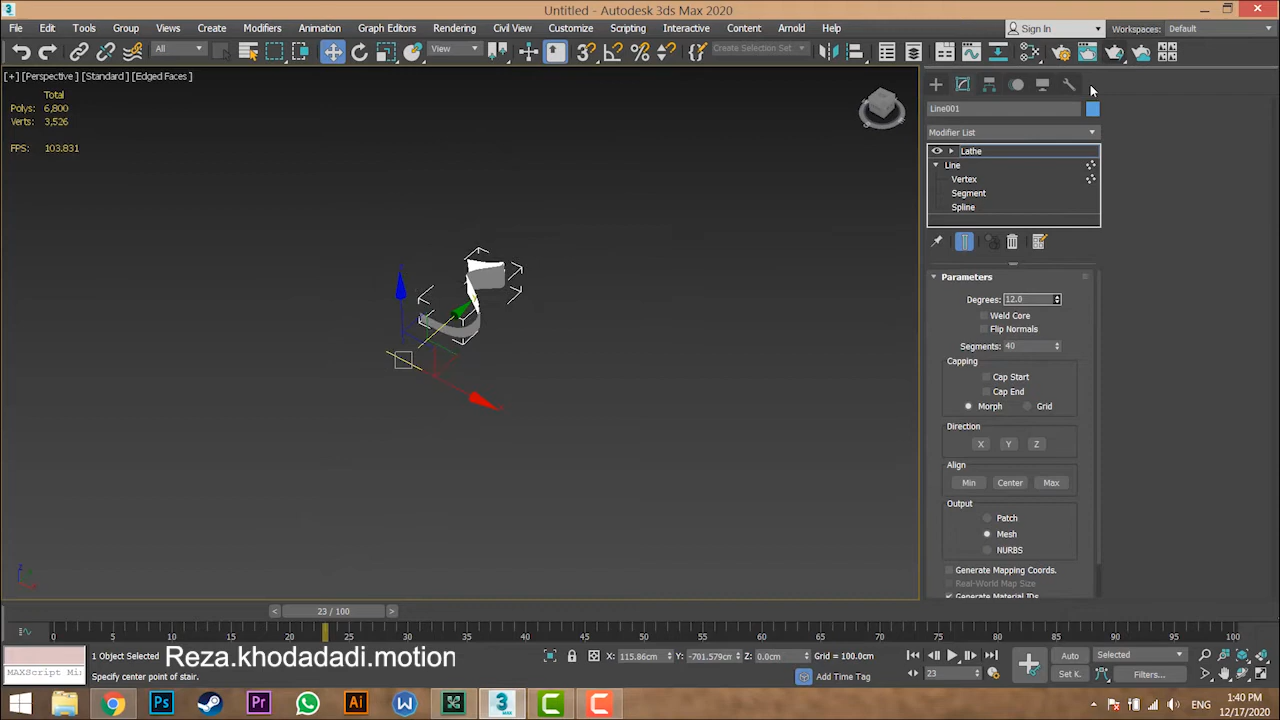 Untitled - Autodesk 3ds Max 2020
File Edit Tools Group Views Create Modifiers Animation Graph Editors Rendering Civil View Customize Scripting Interactive Content Arnold Help
Sign In
Workspaces: Default
All
View
Create Selection Set
[+] [Perspective] [Standard] [Edged Faces]
Total
Polys: 6,800
Verts: 3,526
FPS: 103.831
Line001
Modifier List
Lathe
Line
Vertex
Segment
Spline
Parameters
Degrees: 12.0
Weld Core
Flip Normals
Segments: 40
Capping
Cap Start
Cap End
Morph Grid
Direction
X Y Z
Align
Min Center Max
Output
Patch
Mesh
NURBS
Generate Mapping Coords.
Real-World Map Size
Generate Material IDs
< 23 / 100 >
0 5 10 15 20 25 30 35 40 45 50 55 60 65 70 75 80 85 90 95 100
1 Object Selected
Reza.khodadadi.motion
X: 115.86cm Y: -701.579cm Z: 0.0cm Grid = 100.0cm
Auto Selected
MAXScript Mi
Specify center point of stair.
Add Time Tag
Set K. Filters...
23
1:40 PM
ENG
12/17/2020